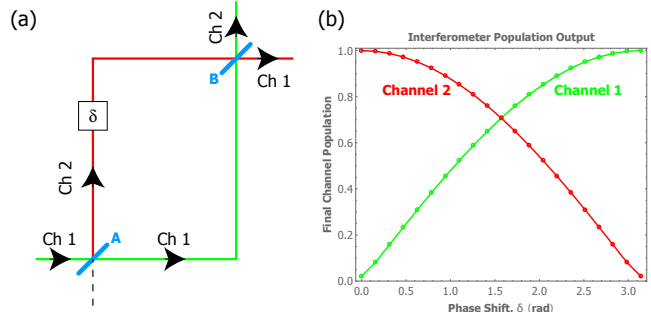 (a)
Ch 2
B
Ch 1
δ
Ch 2
Ch 1
A
Ch 1
(b)
Interferometer Population Output
1.0
Channel 2
Channel 1
0.8
0.6
0.4
0.2
0.0
Final Channel Population
0.0 0.5 1.0 1.5 2.0 2.5 3.0
Phase Shift, δ (rad)